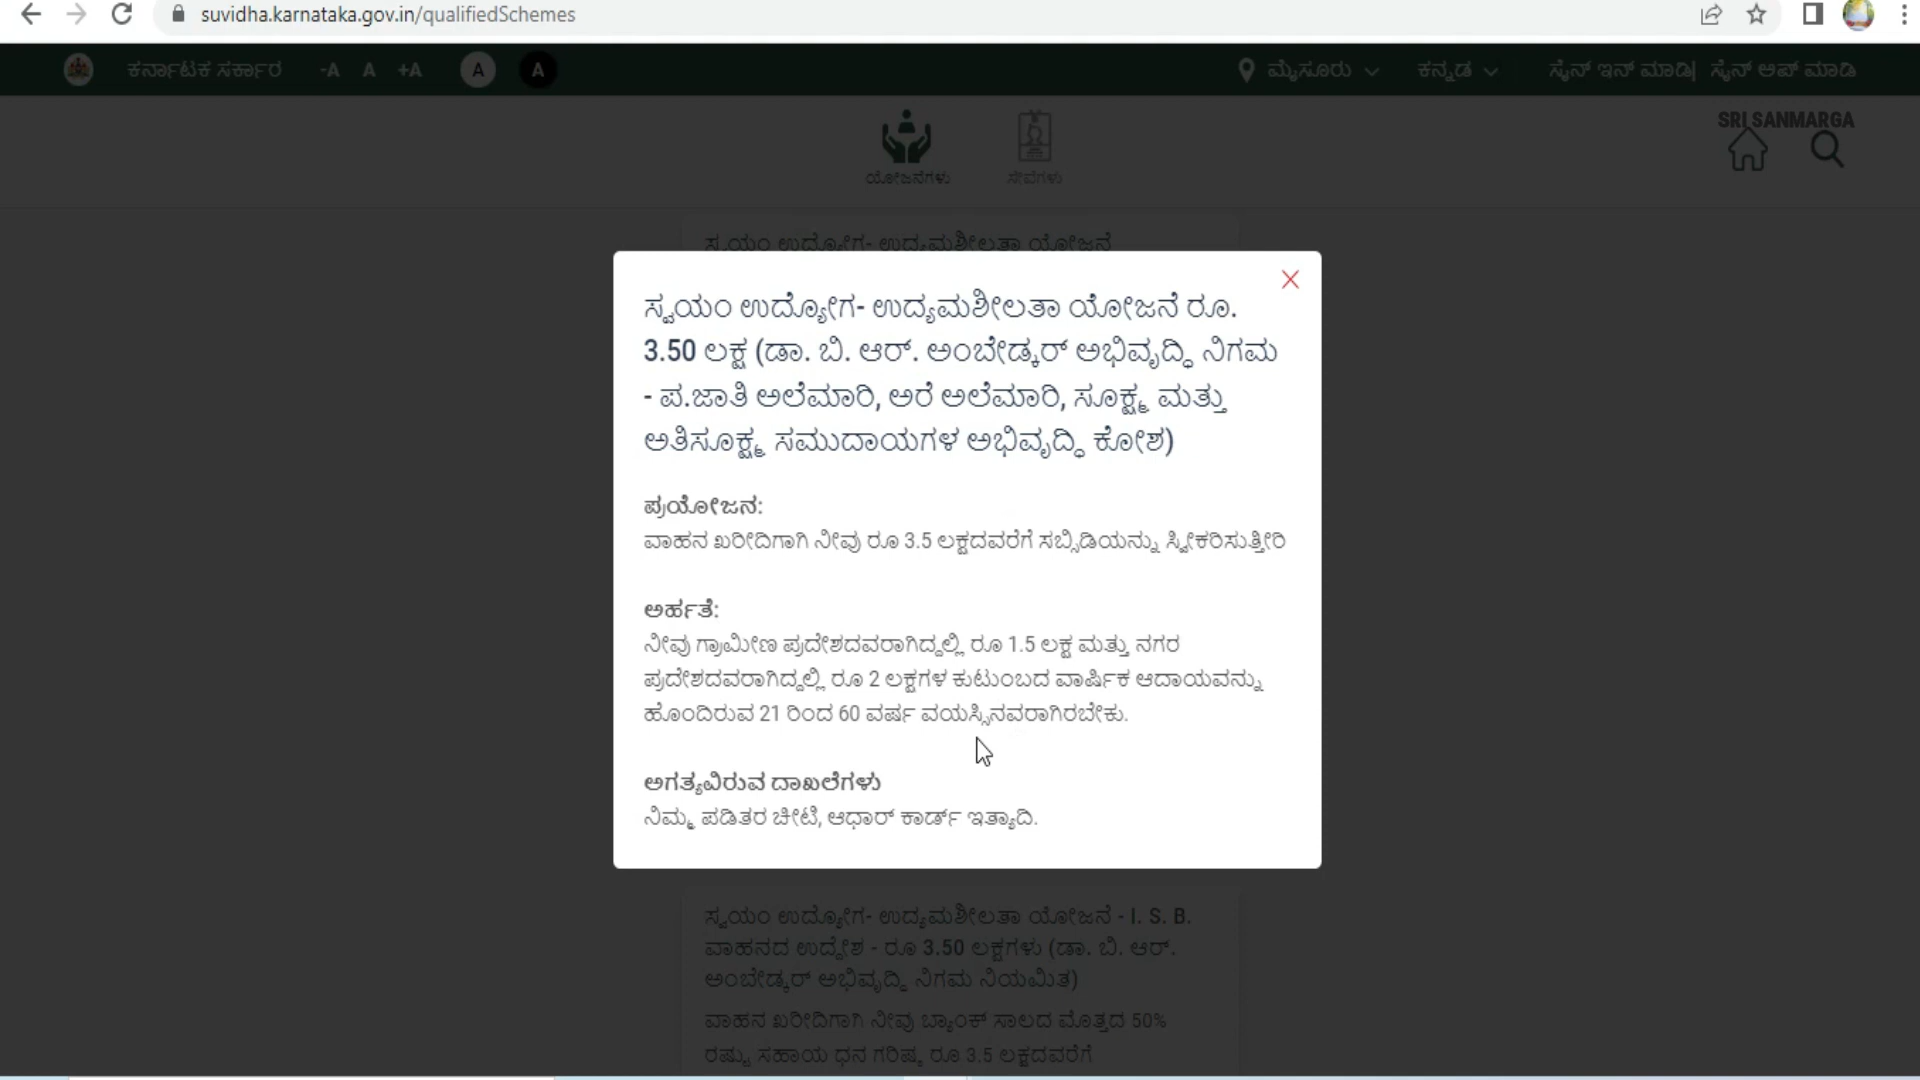 suvidha.karnataka.gov.in/qualifiedSchemes
ಕರ್ನಾಟಕ ಸರ್ಕಾರ -A A +A A A ಮೈಸೂರು ಕನ್ನಡ ಸೈನ್ ಇನ್ ಮಾಡಿ| ಸೈನ್ ಅಪ್ ಮಾಡಿ
SRI SANMARGA
ಯೋಜನೆಗಳು ಸೇವೆಗಳು
ಸ್ವಯಂ ಉದ್ಯೋಗ- ಉದ್ಯಮಶೀಲತಾ ಯೋಜನೆ
ಸ್ವಯಂ ಉದ್ಯೋಗ- ಉದ್ಯಮಶೀಲತಾ ಯೋಜನೆ ರೂ.
3.50 ಲಕ್ಷ (ಡಾ. ಬಿ. ಆರ್. ಅಂಬೇಡ್ಕರ್ ಅಭಿವೃದ್ಧಿ ನಿಗಮ
- ಪ.ಜಾತಿ ಅಲೆಮಾರಿ, ಅರೆ ಅಲೆಮಾರಿ, ಸೂಕ್ಷ್ಮ ಮತ್ತು
ಅತಿಸೂಕ್ಷ್ಮ ಸಮುದಾಯಗಳ ಅಭಿವೃದ್ಧಿ ಕೋಶ)
ಪ್ರಯೋಜನ:
ವಾಹನ ಖರೀದಿಗಾಗಿ ನೀವು ರೂ 3.5 ಲಕ್ಷದವರೆಗೆ ಸಬ್ಸಿಡಿಯನ್ನು ಸ್ವೀಕರಿಸುತ್ತೀರಿ
ಅರ್ಹತೆ:
ನೀವು ಗ್ರಾಮೀಣ ಪ್ರದೇಶದವರಾಗಿದ್ದಲ್ಲಿ ರೂ 1.5 ಲಕ್ಷ ಮತ್ತು ನಗರ
ಪ್ರದೇಶದವರಾಗಿದ್ದಲ್ಲಿ ರೂ 2 ಲಕ್ಷಗಳ ಕುಟುಂಬದ ವಾರ್ಷಿಕ ಆದಾಯವನ್ನು
ಹೊಂದಿರುವ 21 ರಿಂದ 60 ವರ್ಷ ವಯಸ್ಸಿನವರಾಗಿರಬೇಕು.
ಅಗತ್ಯವಿರುವ ದಾಖಲೆಗಳು
ನಿಮ್ಮ ಪಡಿತರ ಚೀಟಿ, ಆಧಾರ್ ಕಾರ್ಡ್ ಇತ್ಯಾದಿ.
ಸ್ವಯಂ ಉದ್ಯೋಗ- ಉದ್ಯಮಶೀಲತಾ ಯೋಜನೆ - I. S. B.
ವಾಹನದ ಉದ್ದೇಶ - ರೂ 3.50 ಲಕ್ಷಗಳು (ಡಾ. ಬಿ. ಆರ್.
ಅಂಬೇಡ್ಕರ್ ಅಭಿವೃದ್ಧಿ ನಿಗಮ ನಿಯಮಿತ)
ವಾಹನ ಖರೀದಿಗಾಗಿ ನೀವು ಬ್ಯಾಂಕ್ ಸಾಲದ ಮೊತ್ತದ 50%
ರಷ್ಟು ಸಹಾಯ ಧನ ಗರಿಷ್ಠ ರೂ 3.5 ಲಕ್ಷದವರೆಗೆ